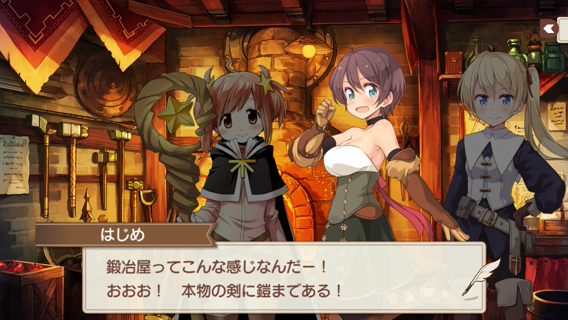 はじめ
鍛冶屋ってこんな感じなんだー！
おおお！　本物の剣に鎧まである！